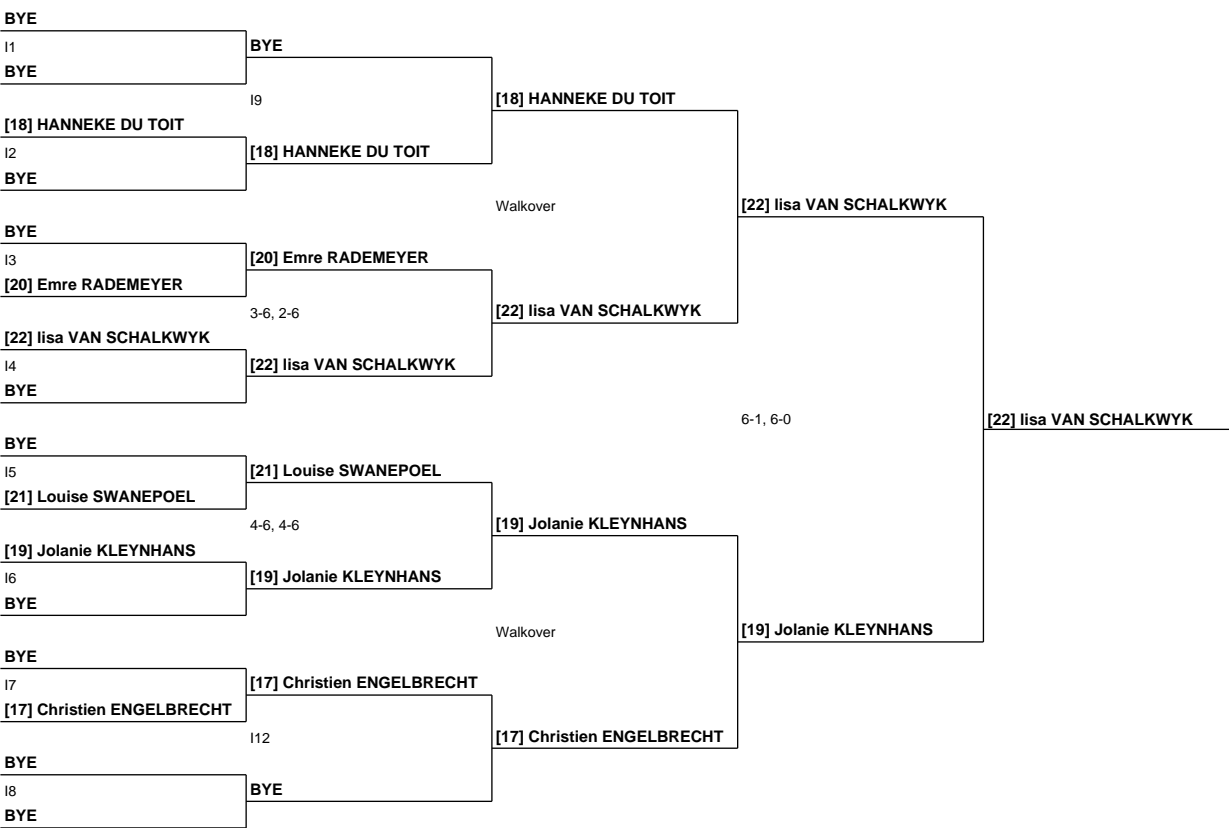 BYE
I1
BYE
BYE
I9
[18] HANNEKE DU TOIT
[18] HANNEKE DU TOIT
I2
[18] HANNEKE DU TOIT
BYE
Walkover
[22] lisa VAN SCHALKWYK
BYE
I3
[20] Emre RADEMEYER
[20] Emre RADEMEYER
3-6, 2-6
[22] lisa VAN SCHALKWYK
[22] lisa VAN SCHALKWYK
I4
[22] lisa VAN SCHALKWYK
BYE
6-1, 6-0
[22] lisa VAN SCHALKWYK
BYE
I5
[21] Louise SWANEPOEL
[21] Louise SWANEPOEL
4-6, 4-6
[19] Jolanie KLEYNHANS
[19] Jolanie KLEYNHANS
I6
[19] Jolanie KLEYNHANS
BYE
Walkover
[19] Jolanie KLEYNHANS
BYE
I7
[17] Christien ENGELBRECHT
[17] Christien ENGELBRECHT
I12
[17] Christien ENGELBRECHT
BYE
I8
BYE
BYE